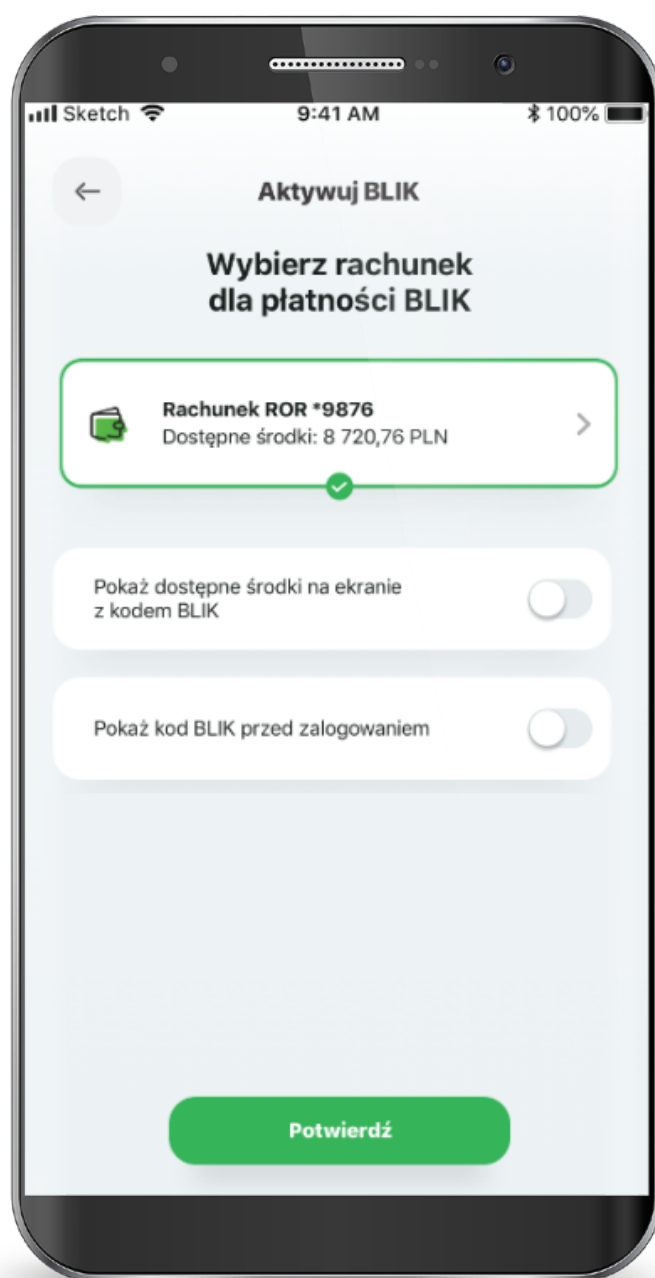 Sketch 9:41 AM 100%
Aktywuj BLIK
Wybierz rachunek
dla płatności BLIK
Rachunek ROR *9876
Dostępne środki: 8 720,76 PLN
Pokaż dostępne środki na ekranie
z kodem BLIK
Pokaż kod BLIK przed zalogowaniem
Potwierdź